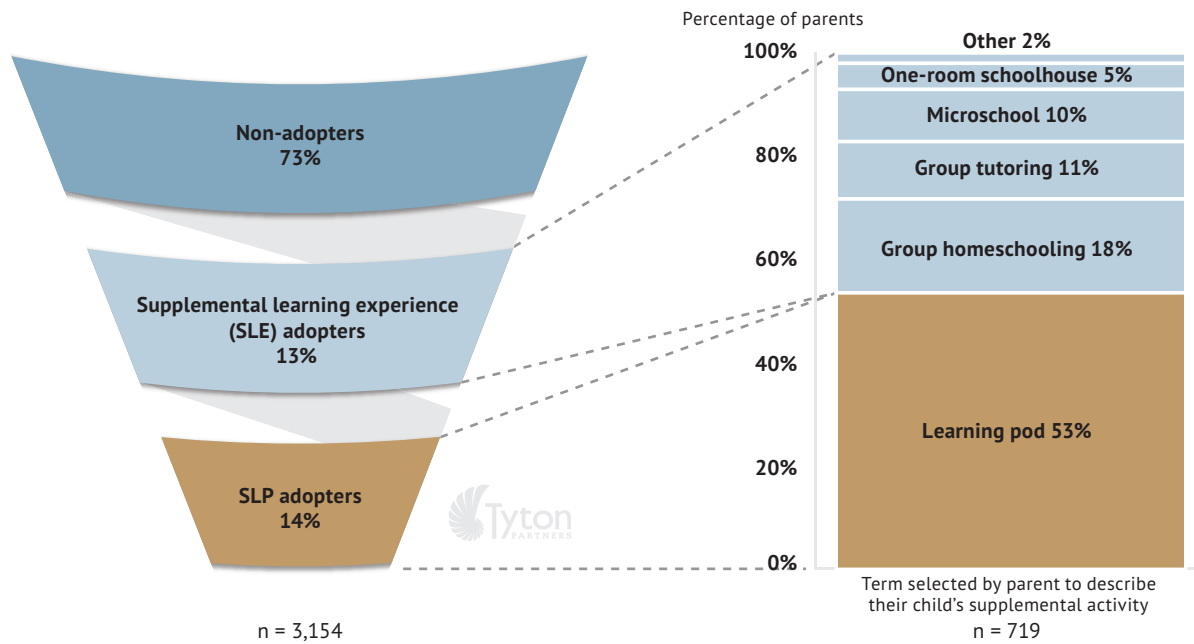 Non-adopters
73%
Supplemental learning experience
(SLE) adopters
13%
SLP adopters
14%
n = 3,154
Tyton
PARTNERS
Percentage of parents
100%
80%
60%
40%
20%
0%
Other 2%
One-room schoolhouse 5%
Microschool 10%
Group tutoring 11%
Group homeschooling 18%
Learning pod 53%
Term selected by parent to describe
their child’s supplemental activity
n = 719